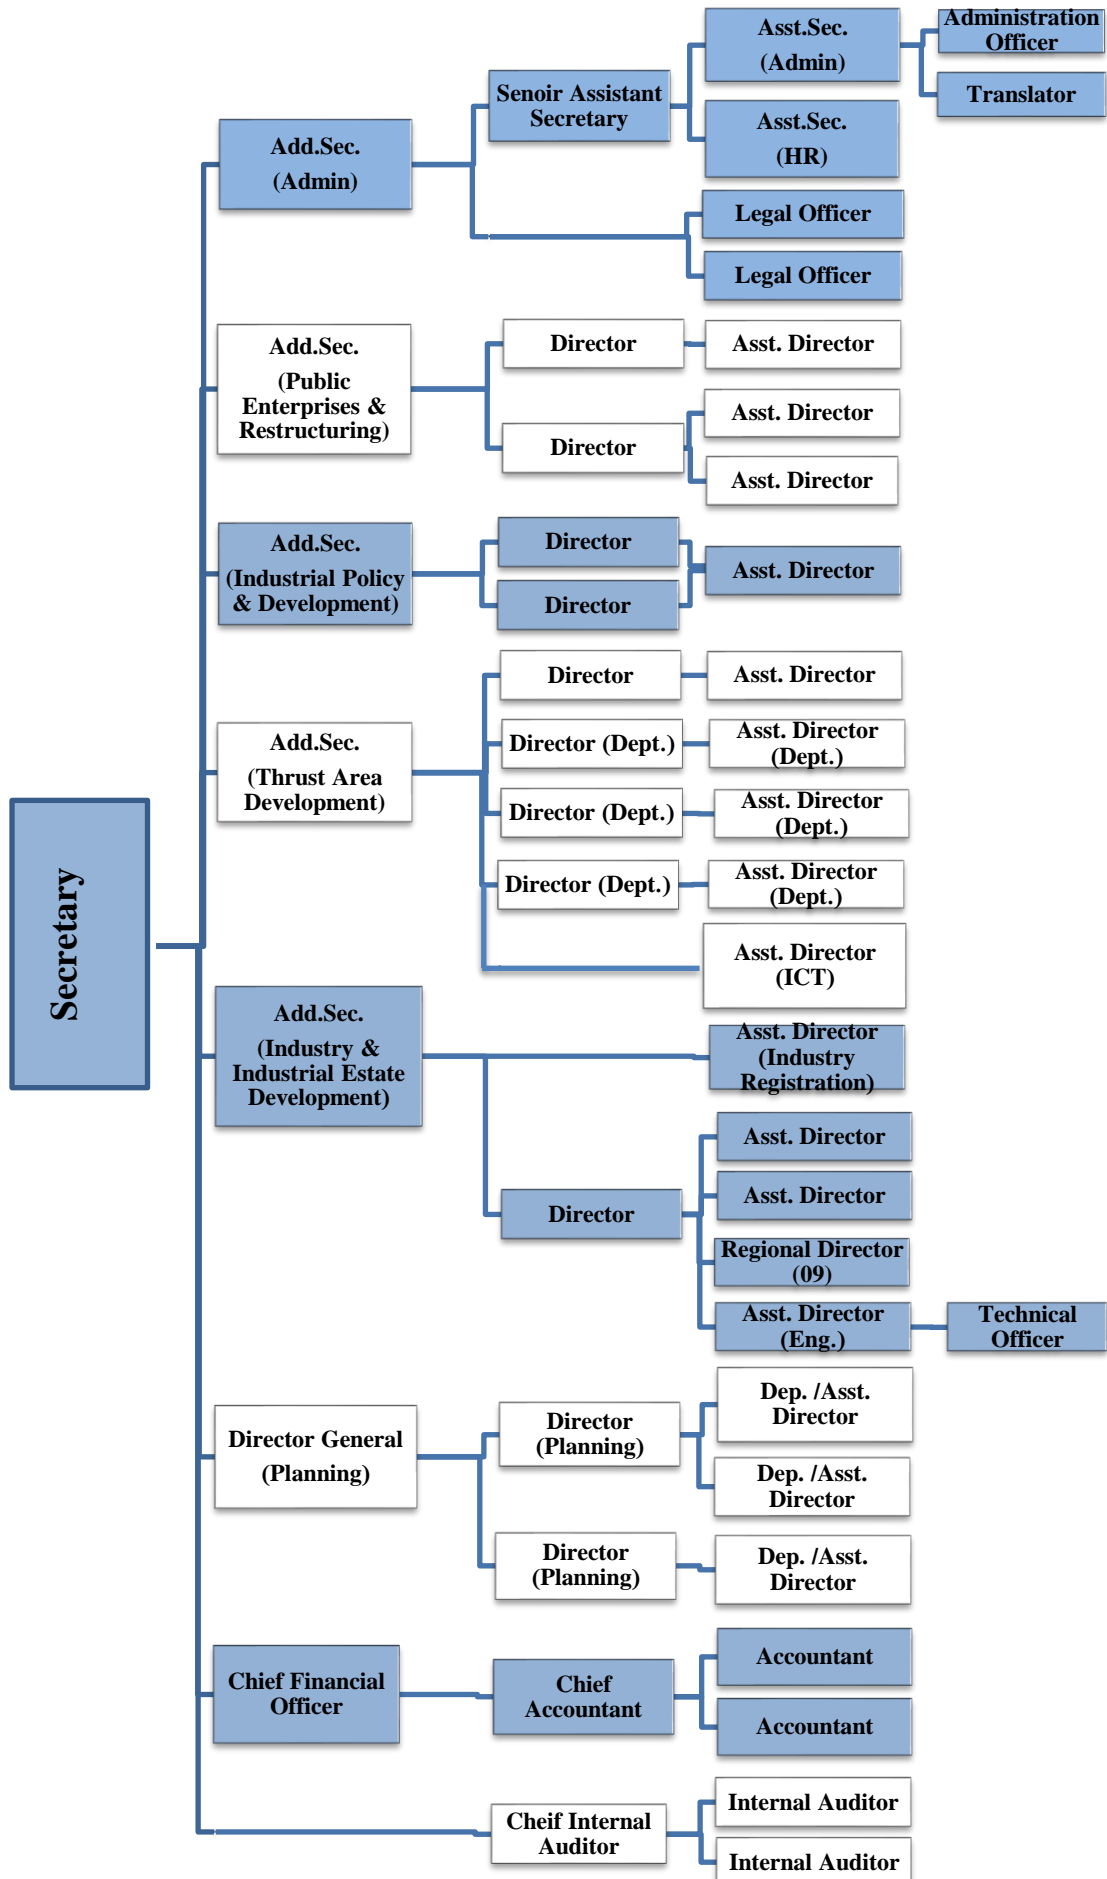 Secretary
Add.Sec.
(Admin)
Senoir Assistant
Secretary
Asst.Sec.
(Admin)
Administration
Officer
Translator
Asst.Sec.
(HR)
Legal Officer
Legal Officer
Add.Sec.
(Public
Enterprises &
Restructuring)
Director
Asst. Director
Director
Asst. Director
Asst. Director
Add.Sec.
(Industrial Policy
& Development)
Director
Director
Asst. Director
Add.Sec.
(Thrust Area
Development)
Director
Asst. Director
Director (Dept.)
Asst. Director
(Dept.)
Director (Dept.)
Asst. Director
(Dept.)
Director (Dept.)
Asst. Director
(Dept.)
Asst. Director
(ICT)
Add.Sec.
(Industry &
Industrial Estate
Development)
Asst. Director
(Industry
Registration)
Director
Asst. Director
Asst. Director
Regional Director
(09)
Asst. Director
(Eng.)
Technical
Officer
Director General
(Planning)
Director
(Planning)
Dep. /Asst.
Director
Dep. /Asst.
Director
Director
(Planning)
Dep. /Asst.
Director
Chief Financial
Officer
Chief
Accountant
Accountant
Accountant
Cheif Internal
Auditor
Internal Auditor
Internal Auditor